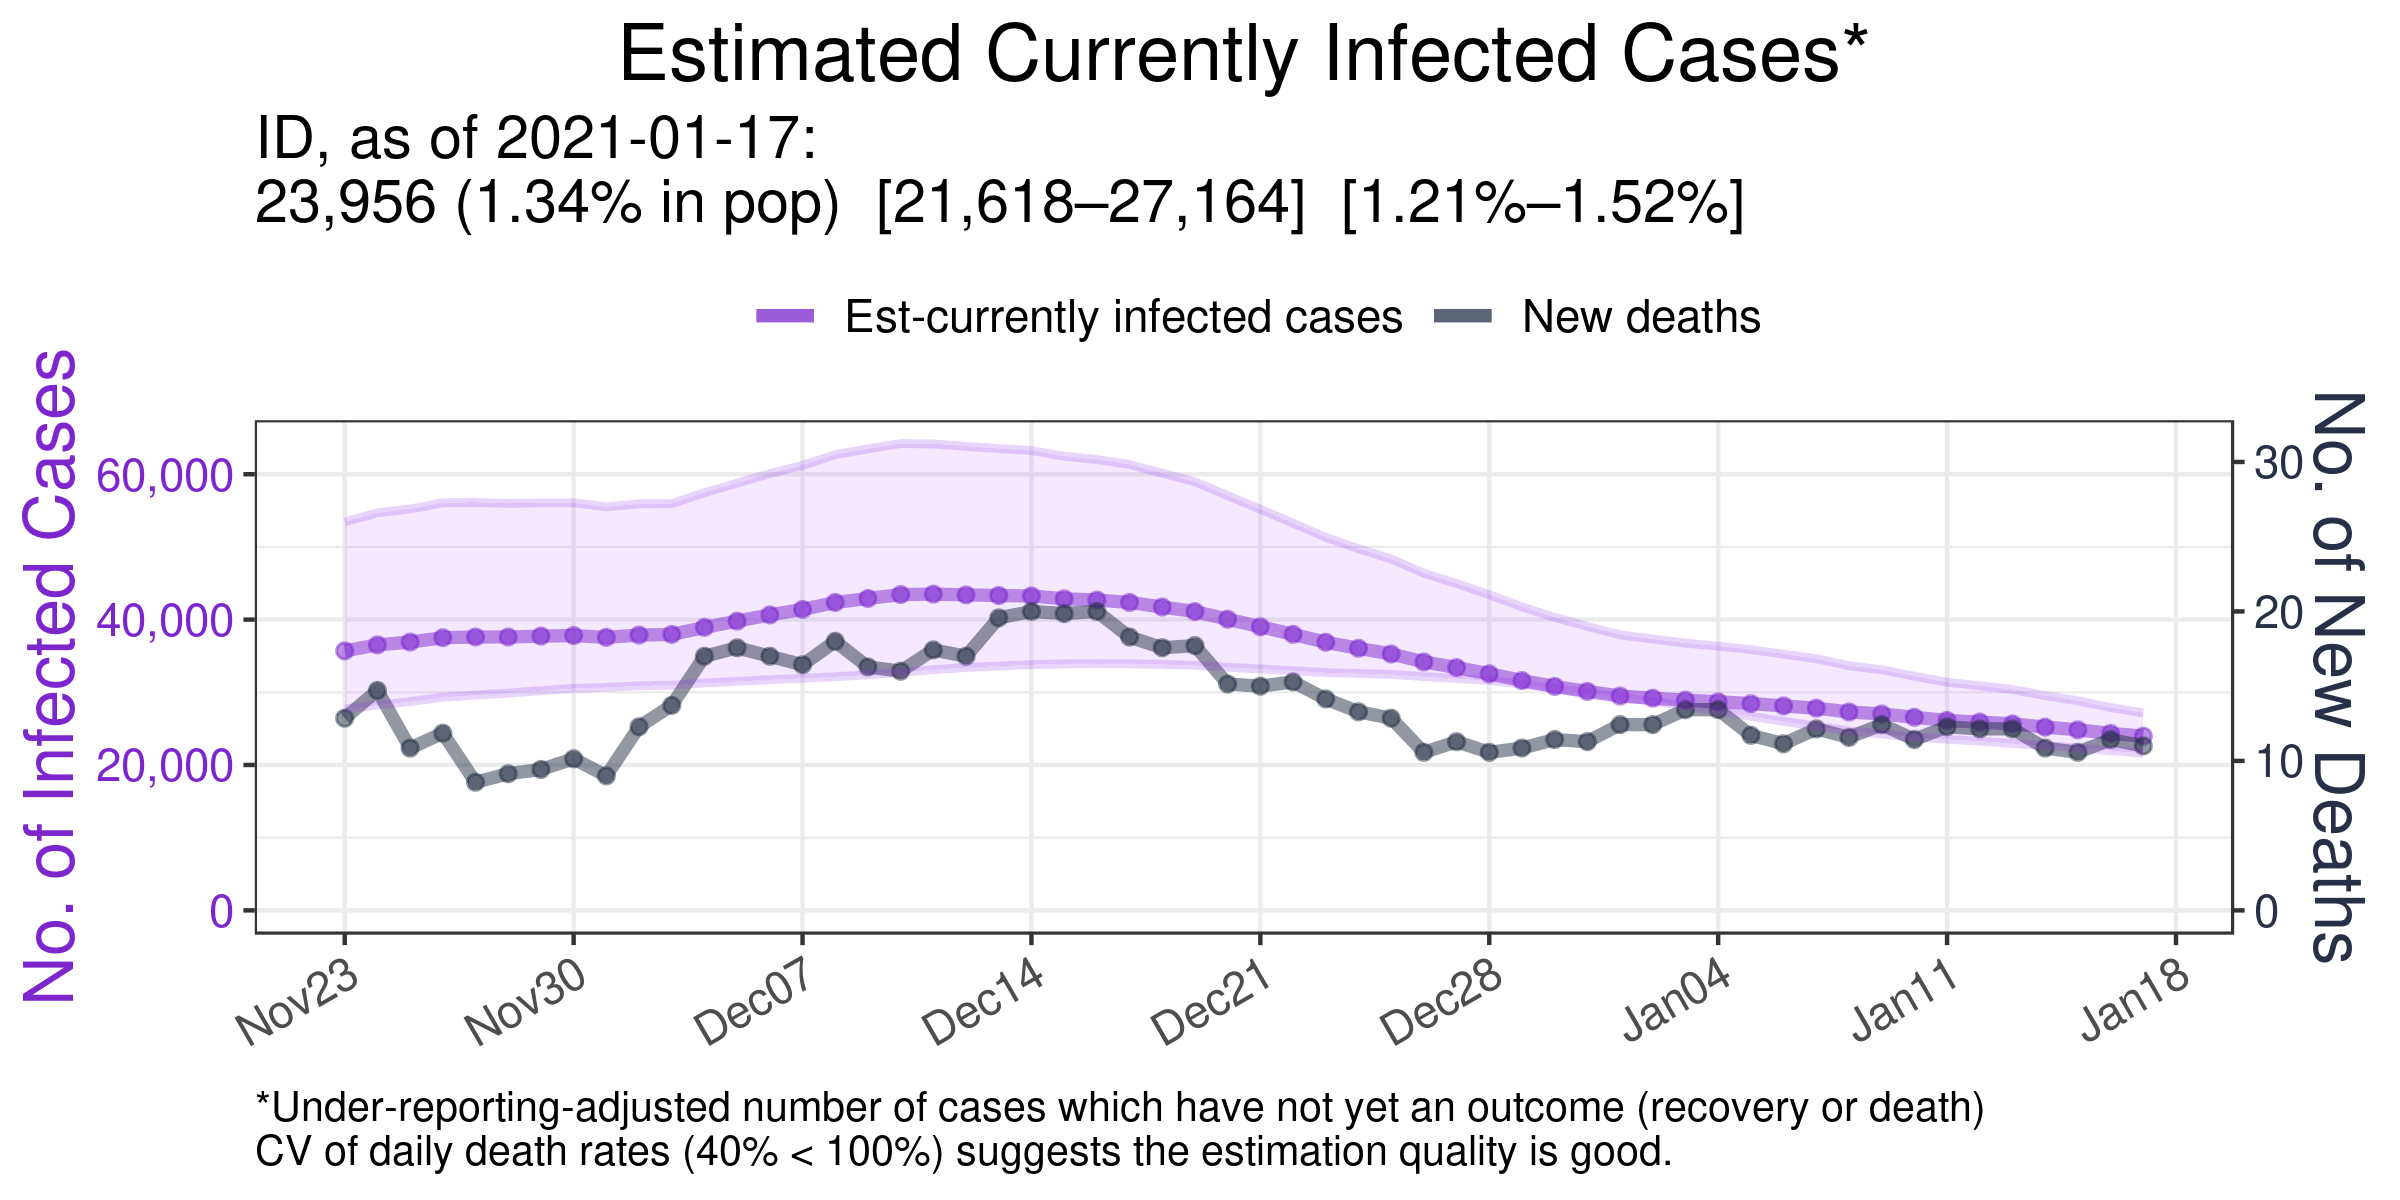 Estimated Currently Infected Cases*
ID, as of 2021-01-17:
23,956 (1.34% in pop)  [21,618–27,164]  [1.21%–1.52%]
Est-currently infected cases
New deaths
No. of Infected Cases
60,000
40,000
20,000
0
30
20
10
0
No. of New Deaths
Nov23
Nov30
Dec07
Dec14
Dec21
Dec28
Jan04
Jan11
Jan18
*Under-reporting-adjusted number of cases which have not yet an outcome (recovery or death)
CV of daily death rates (40% < 100%) suggests the estimation quality is good.